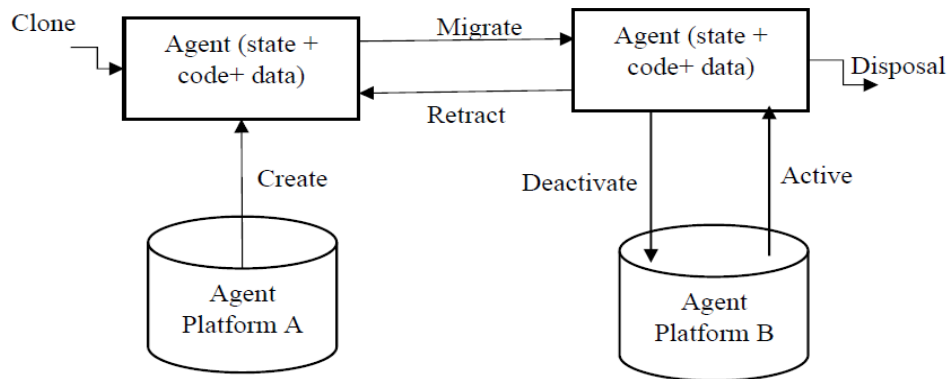 Clone
Agent (state +
code+ data)
Migrate
Agent (state +
code+ data)
Disposal
Retract
Create
Deactivate
Active
Agent
Platform A
Agent
Platform B